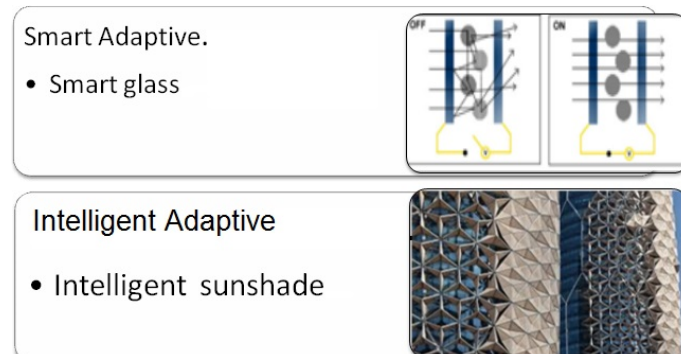 Smart Adaptive.
• Smart glass
OFF
ON
Intelligent Adaptive
• Intelligent sunshade